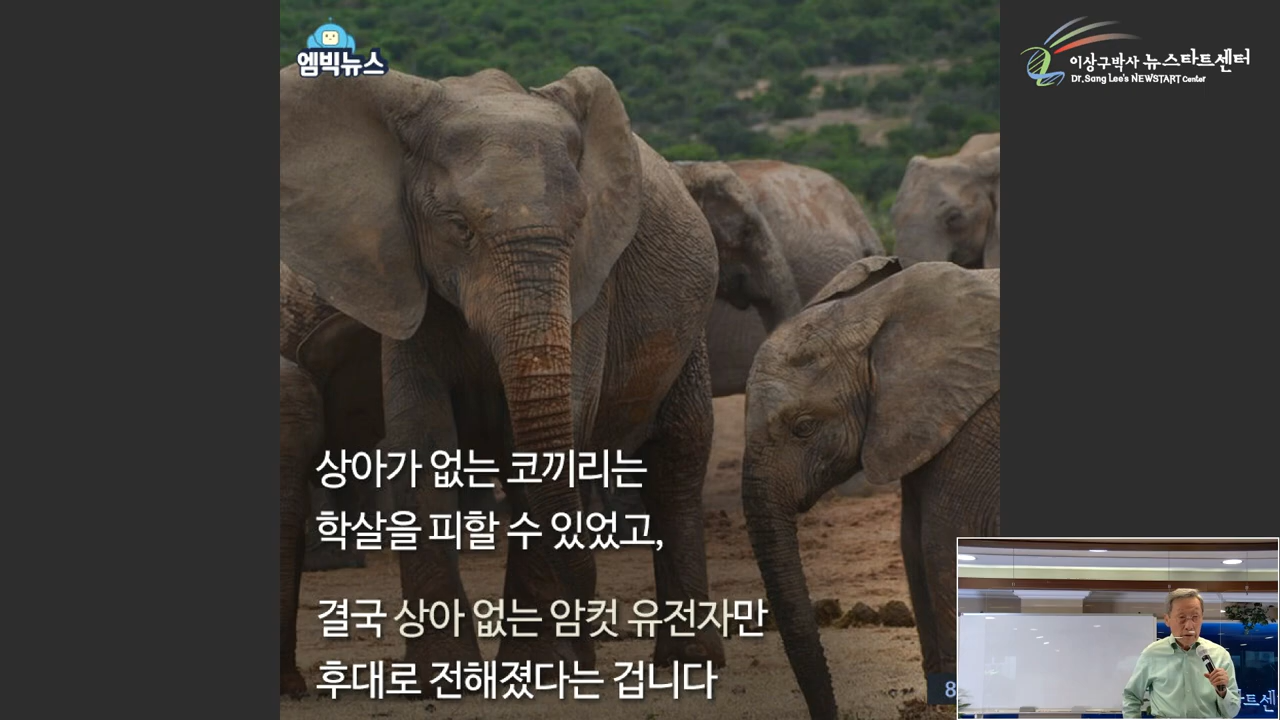 엠빅뉴스
이상구박사 뉴스타트센터
Dr. Sang Lee's NEWSTART Center
상아가 없는 코끼리는
학살을 피할 수 있었고,
결국 상아 없는 암컷 유전자만
후대로 전해졌다는 겁니다
8